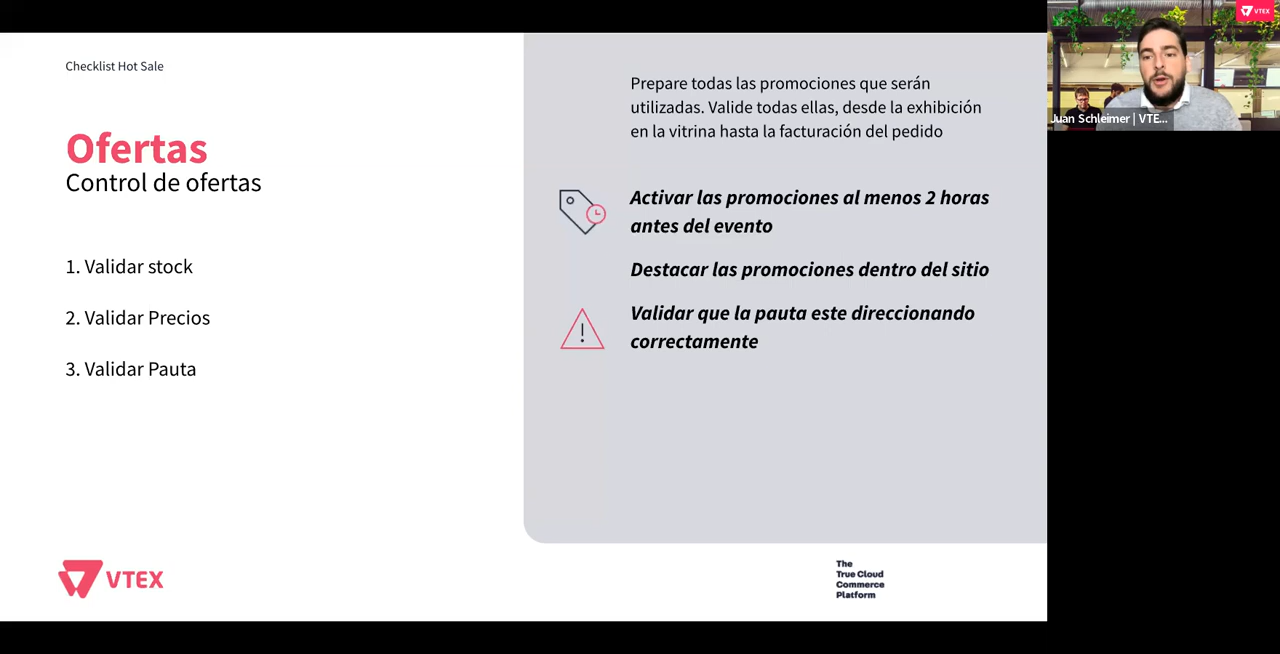 Checklist Hot Sale
Ofertas
Control de ofertas
1. Validar stock
2. Validar Precios
3. Validar Pauta
Prepare todas las promociones que serán
utilizadas. Valide todas ellas, desde la exhibición
en la vitrina hasta la facturación del pedido
Activar las promociones al menos 2 horas
antes del evento
Destacar las promociones dentro del sitio
Validar que la pauta este direccionando
correctamente
VTEX
The
True Cloud
Commerce
Platform
VTEX
Juan Schleimer | VTE...